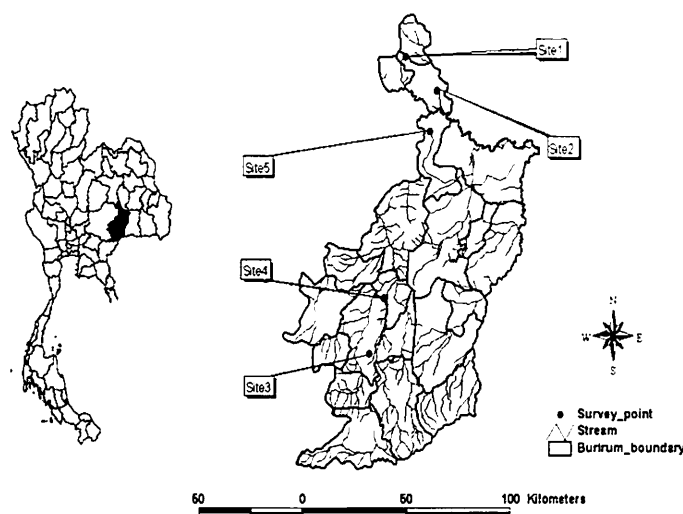 Site1
Site2
Site5
Site4
Site3
N
W E
S
Survey_point
Stream
Burirum_boundary
50 0 50 100 Kilometers